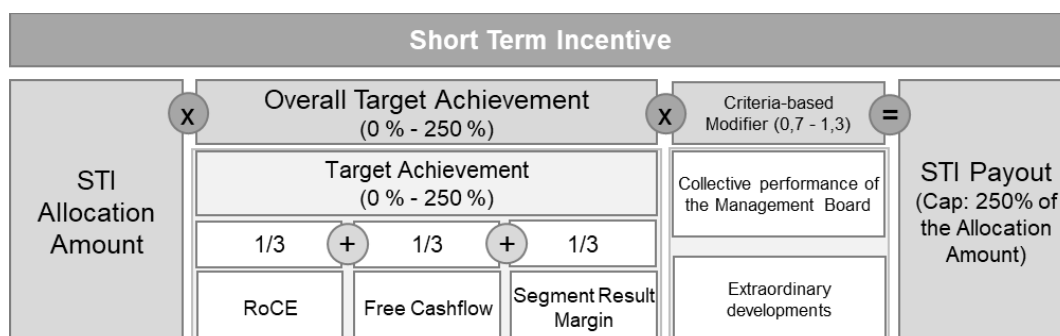 Short Term Incentive
STI
Allocation
Amount
x
Overall Target Achievement
(0 % - 250 %)
x
Criteria-based
Modifier (0,7 - 1,3)
=
STI Payout
(Cap: 250% of
the Allocation
Amount)
Target Achievement
(0 % - 250 %)
Collective performance of
the Management Board
1/3
+
1/3
+
1/3
RoCE
Free Cashflow
Segment Result
Margin
Extraordinary
developments